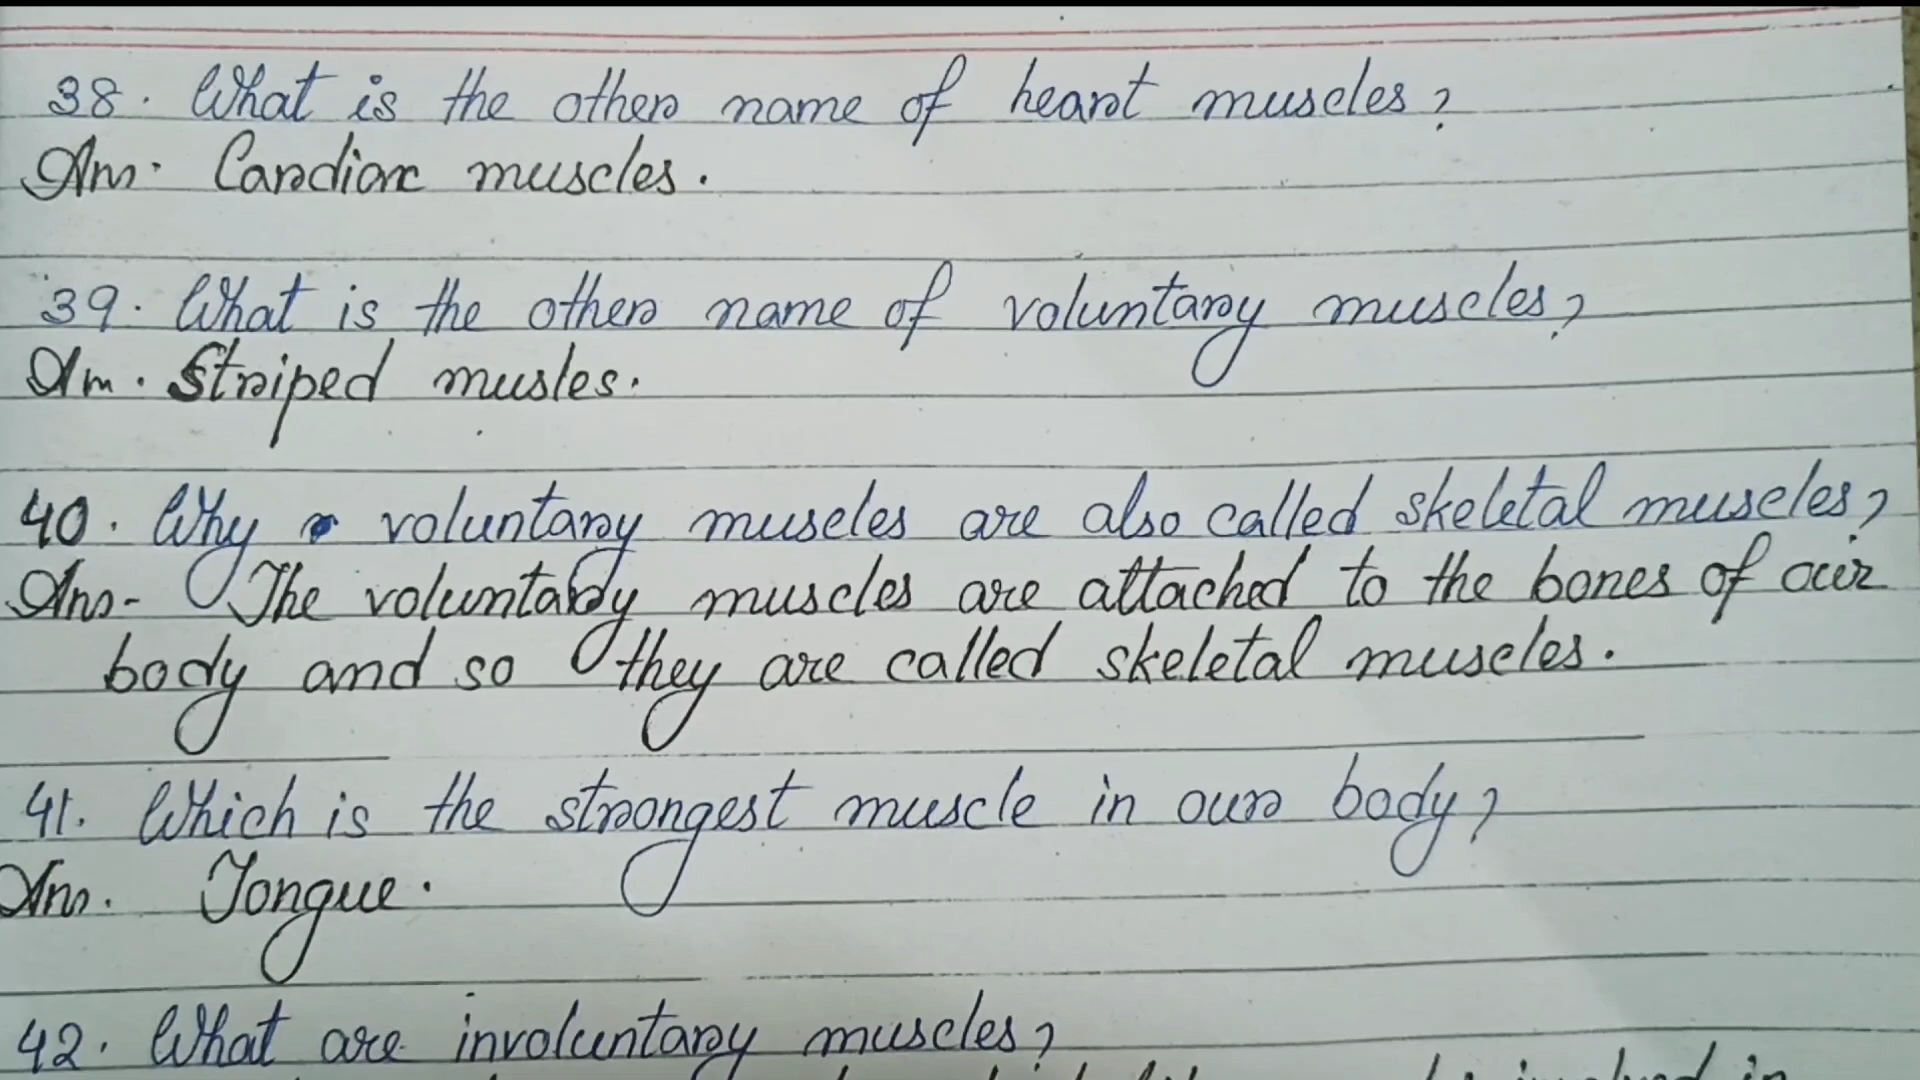 38. What is the other name of heart muscles?
Ans. Cardiac muscles.
39. What is the other name of voluntary muscles?
Ans. Striped musles.
40. Why voluntary muscles are also called skeletal muscles?
Ans- The voluntary muscles are attached to the bones of our
body and so they are called skeletal muscles.
41. Which is the strongest muscle in our body?
Ans. Tongue.
42. What are involuntary muscles?